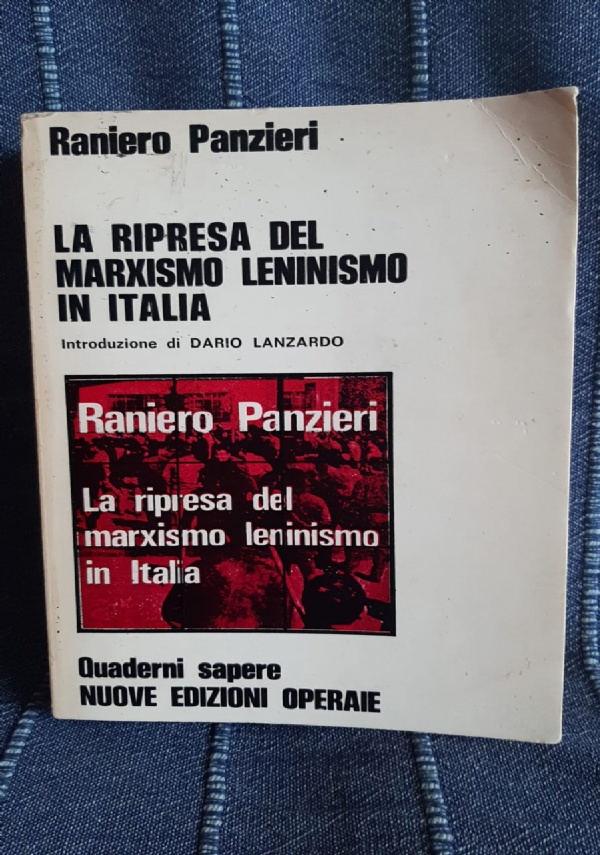 Raniero Panzieri
LA RIPRESA DEL
MARXISMO LENINISMO
IN ITALIA
Introduzione di DARIO LANZARDO
Raniero Panzieri
La ripresa del
marxismo leninismo
in Italia
Quaderni sapere
NUOVE EDIZIONI OPERAIE